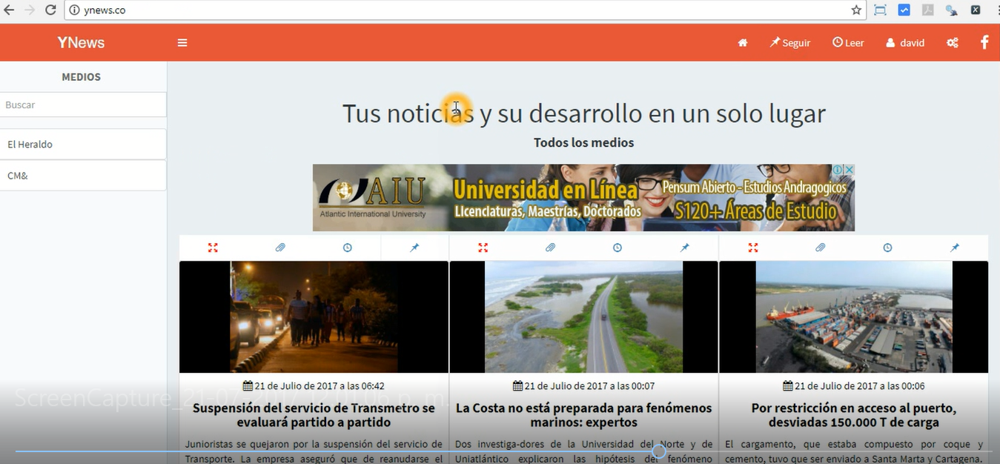 ynews.co
YNews
Seguir
Leer
david
MEDIOS
Buscar
El Heraldo
CM&
Tus noticias y su desarrollo en un solo lugar
Todos los medios
AIU
Atlantic International University
Universidad en Línea
Licenciaturas, Maestrías, Doctorados
Pensum Abierto - Estudios Andragogicos
S120+ Áreas de Estudio
21 de Julio de 2017 a las 06:42
Suspensión del servicio de Transmetro se
evaluará partido a partido
Junioristas se quejaron por la suspensión del servicio de
Transporte. La empresa aseguró que de reanudarse el
21 de Julio de 2017 a las 00:07
La Costa no está preparada para fenómenos
marinos: expertos
Dos investiga-dores de la Universidad del Norte y de
Uniatlántico explicaron las hipótesis del fenómeno
21 de Julio de 2017 a las 00:06
Por restricción en acceso al puerto,
desviadas 150.000 T de carga
El cargamento, que estaba compuesto por coque y
cemento, tuvo que ser enviado a Santa Marta y Cartagena.
ScreenCapture_21-07-2017 p. m.